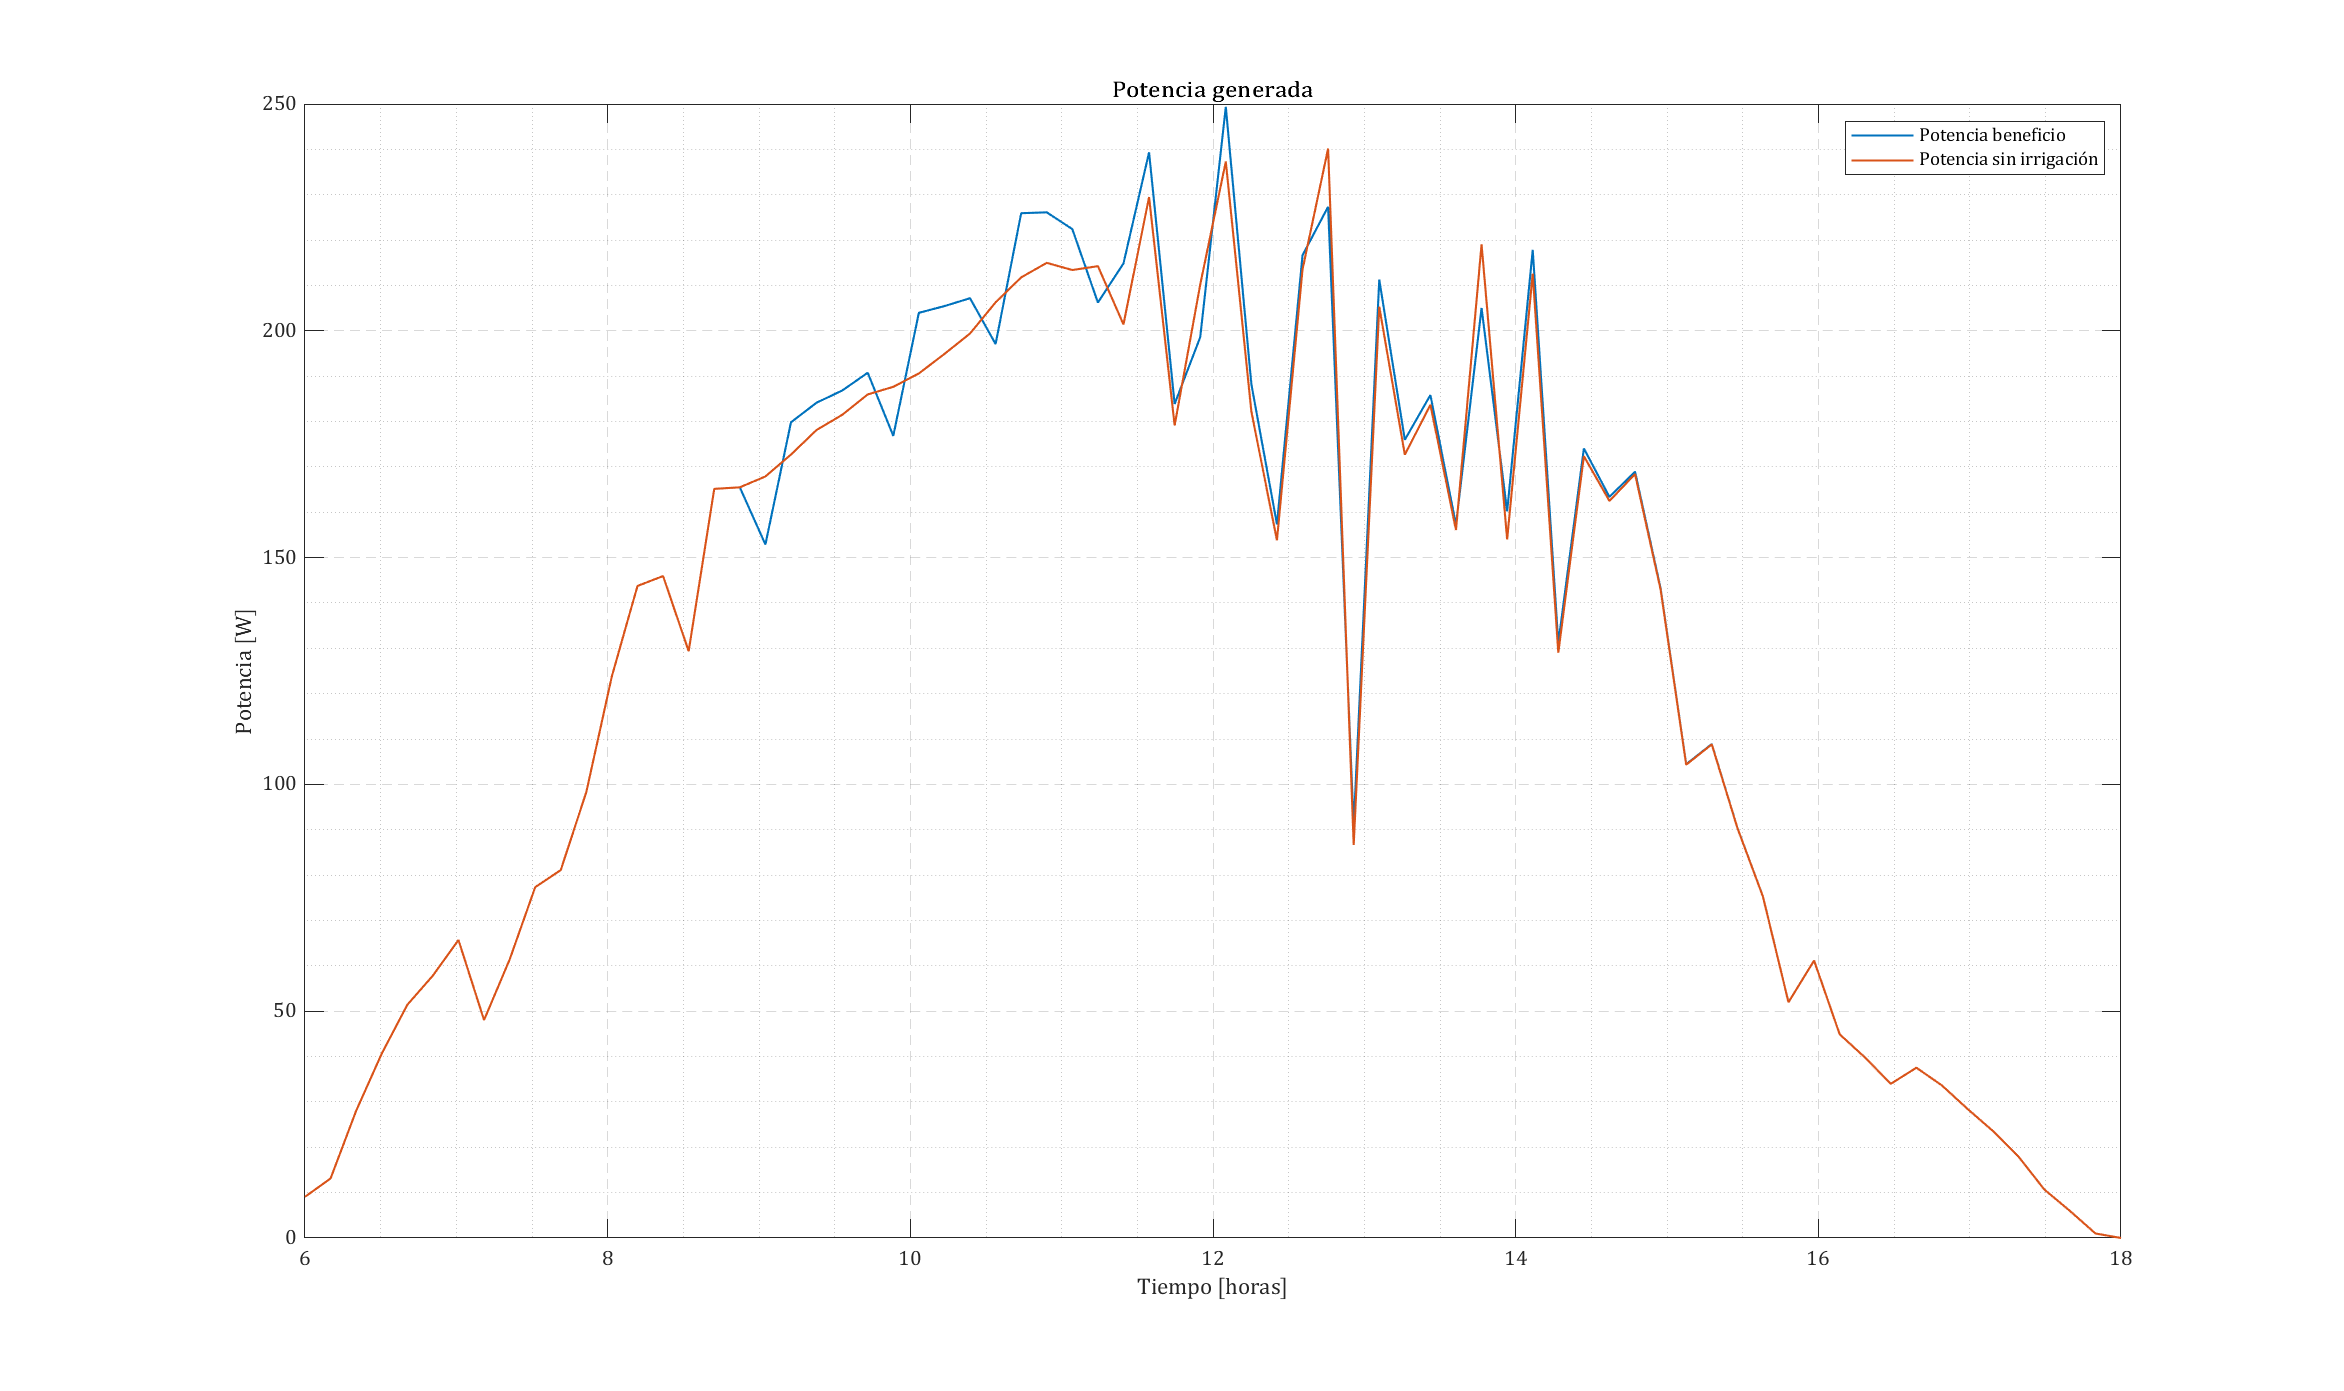 Potencia generada
250
200
150
100
50
0
Potencia [W]
Potencia beneficio
Potencia sin irrigación
6 8 10 12 14 16 18
Tiempo [horas]